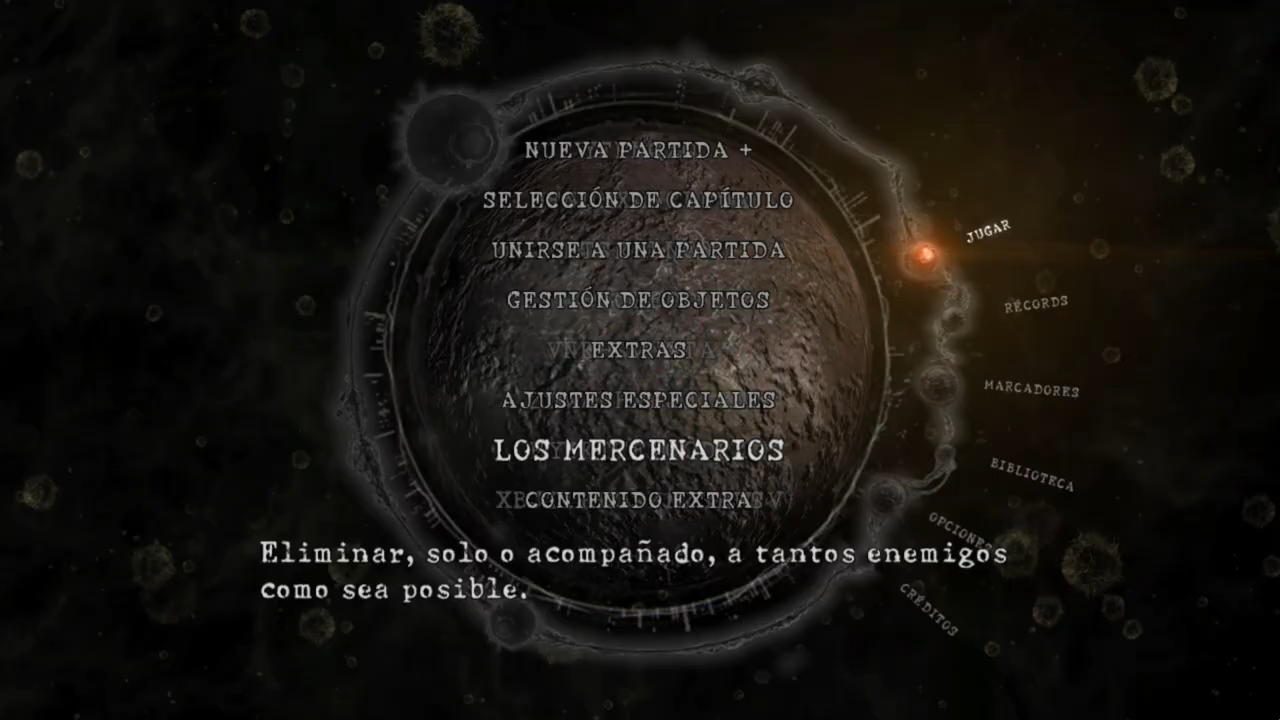 NUEVA PARTIDA +
SELECCIÓN DE CAPÍTULO
UNIRSE A UNA PARTIDA
GESTIÓN DE OBJETOS
EXTRAS
AJUSTES ESPECIALES
LOS MERCENARIOS
CONTENIDO EXTRA
Eliminar, solo o acompañado, a tantos enemigos
como sea posible.
JUGAR
RÉCORDS
MARCADORES
BIBLIOTECA
OPCIONES
CRÉDITOS